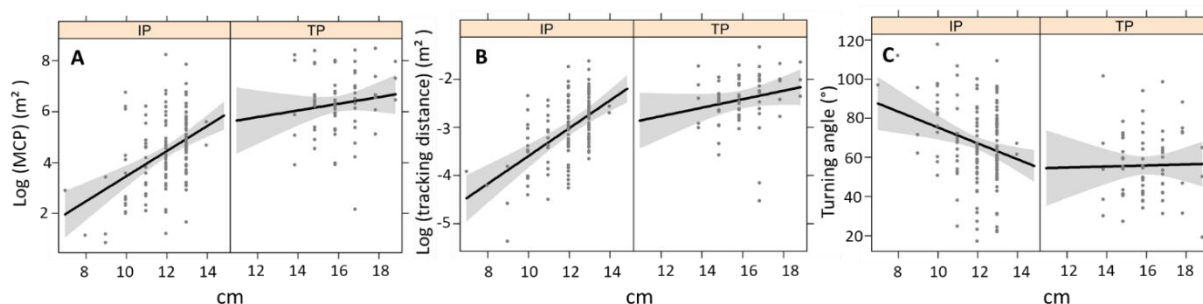 IP TP
A
Log (MCP) (m²)
8
6
4
2
8 10 12 14 12 14 16 18
cm
IP TP
B
Log (tracking distance) (m²)
-2
-3
-4
-5
8 10 12 14 12 14 16 18
cm
IP TP
C
Turning angle (°)
120
100
80
60
40
20
8 10 12 14 12 14 16 18
cm